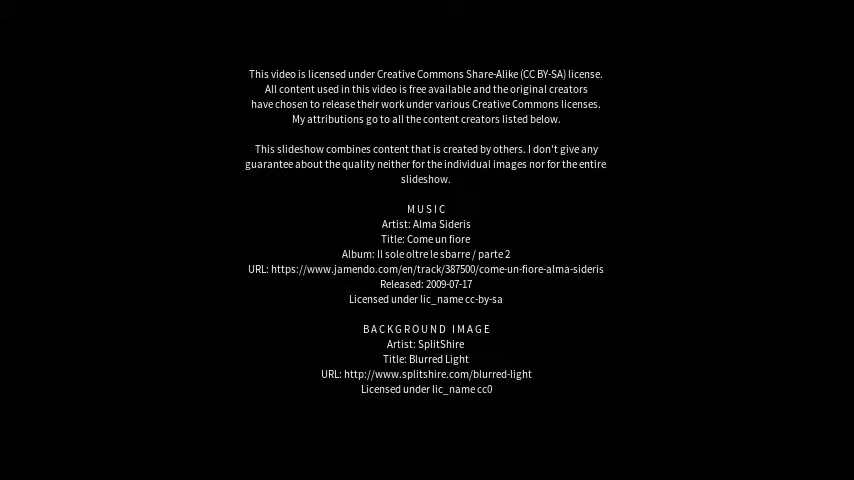 This video is licensed under Creative Commons Share-Alike (CC BY-SA) license.
All content used in this video is free available and the original creators
have chosen to release their work under various Creative Commons licenses.
My attributions go to all the content creators listed below.
This slideshow combines content that is created by others. I don't give any
guarantee about the quality neither for the individual images nor for the entire
slideshow.
MUSIC
Artist: Alma Sideris
Title: Come un fiore
Album: Il sole oltre le sbarre / parte 2
URL: https://www.jamendo.com/en/track/387500/come-un-fiore-alma-sideris
Released: 2009-07-17
Licensed under lic_name cc-by-sa
BACKGROUND IMAGE
Artist: SplitShire
Title: Blurred Light
URL: http://www.splitshire.com/blurred-light
Licensed under lic_name cc0